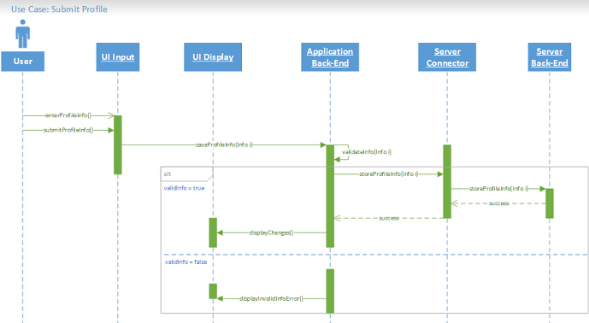 Use Case: Submit Profile
User
UI Input
UI Display
Application
Back-End
Server
Connector
Server
Back-End
enterProfileInfo()
submitProfileInfo()
saveProfileInfo(Info i)
validateInfo(Info i)
alt
storeProfileInfo(Info i)
validInfo = true
storeProfileInfo(Info i)
success
success
displayChanges()
validInfo = false
displayInvalidInfoError()